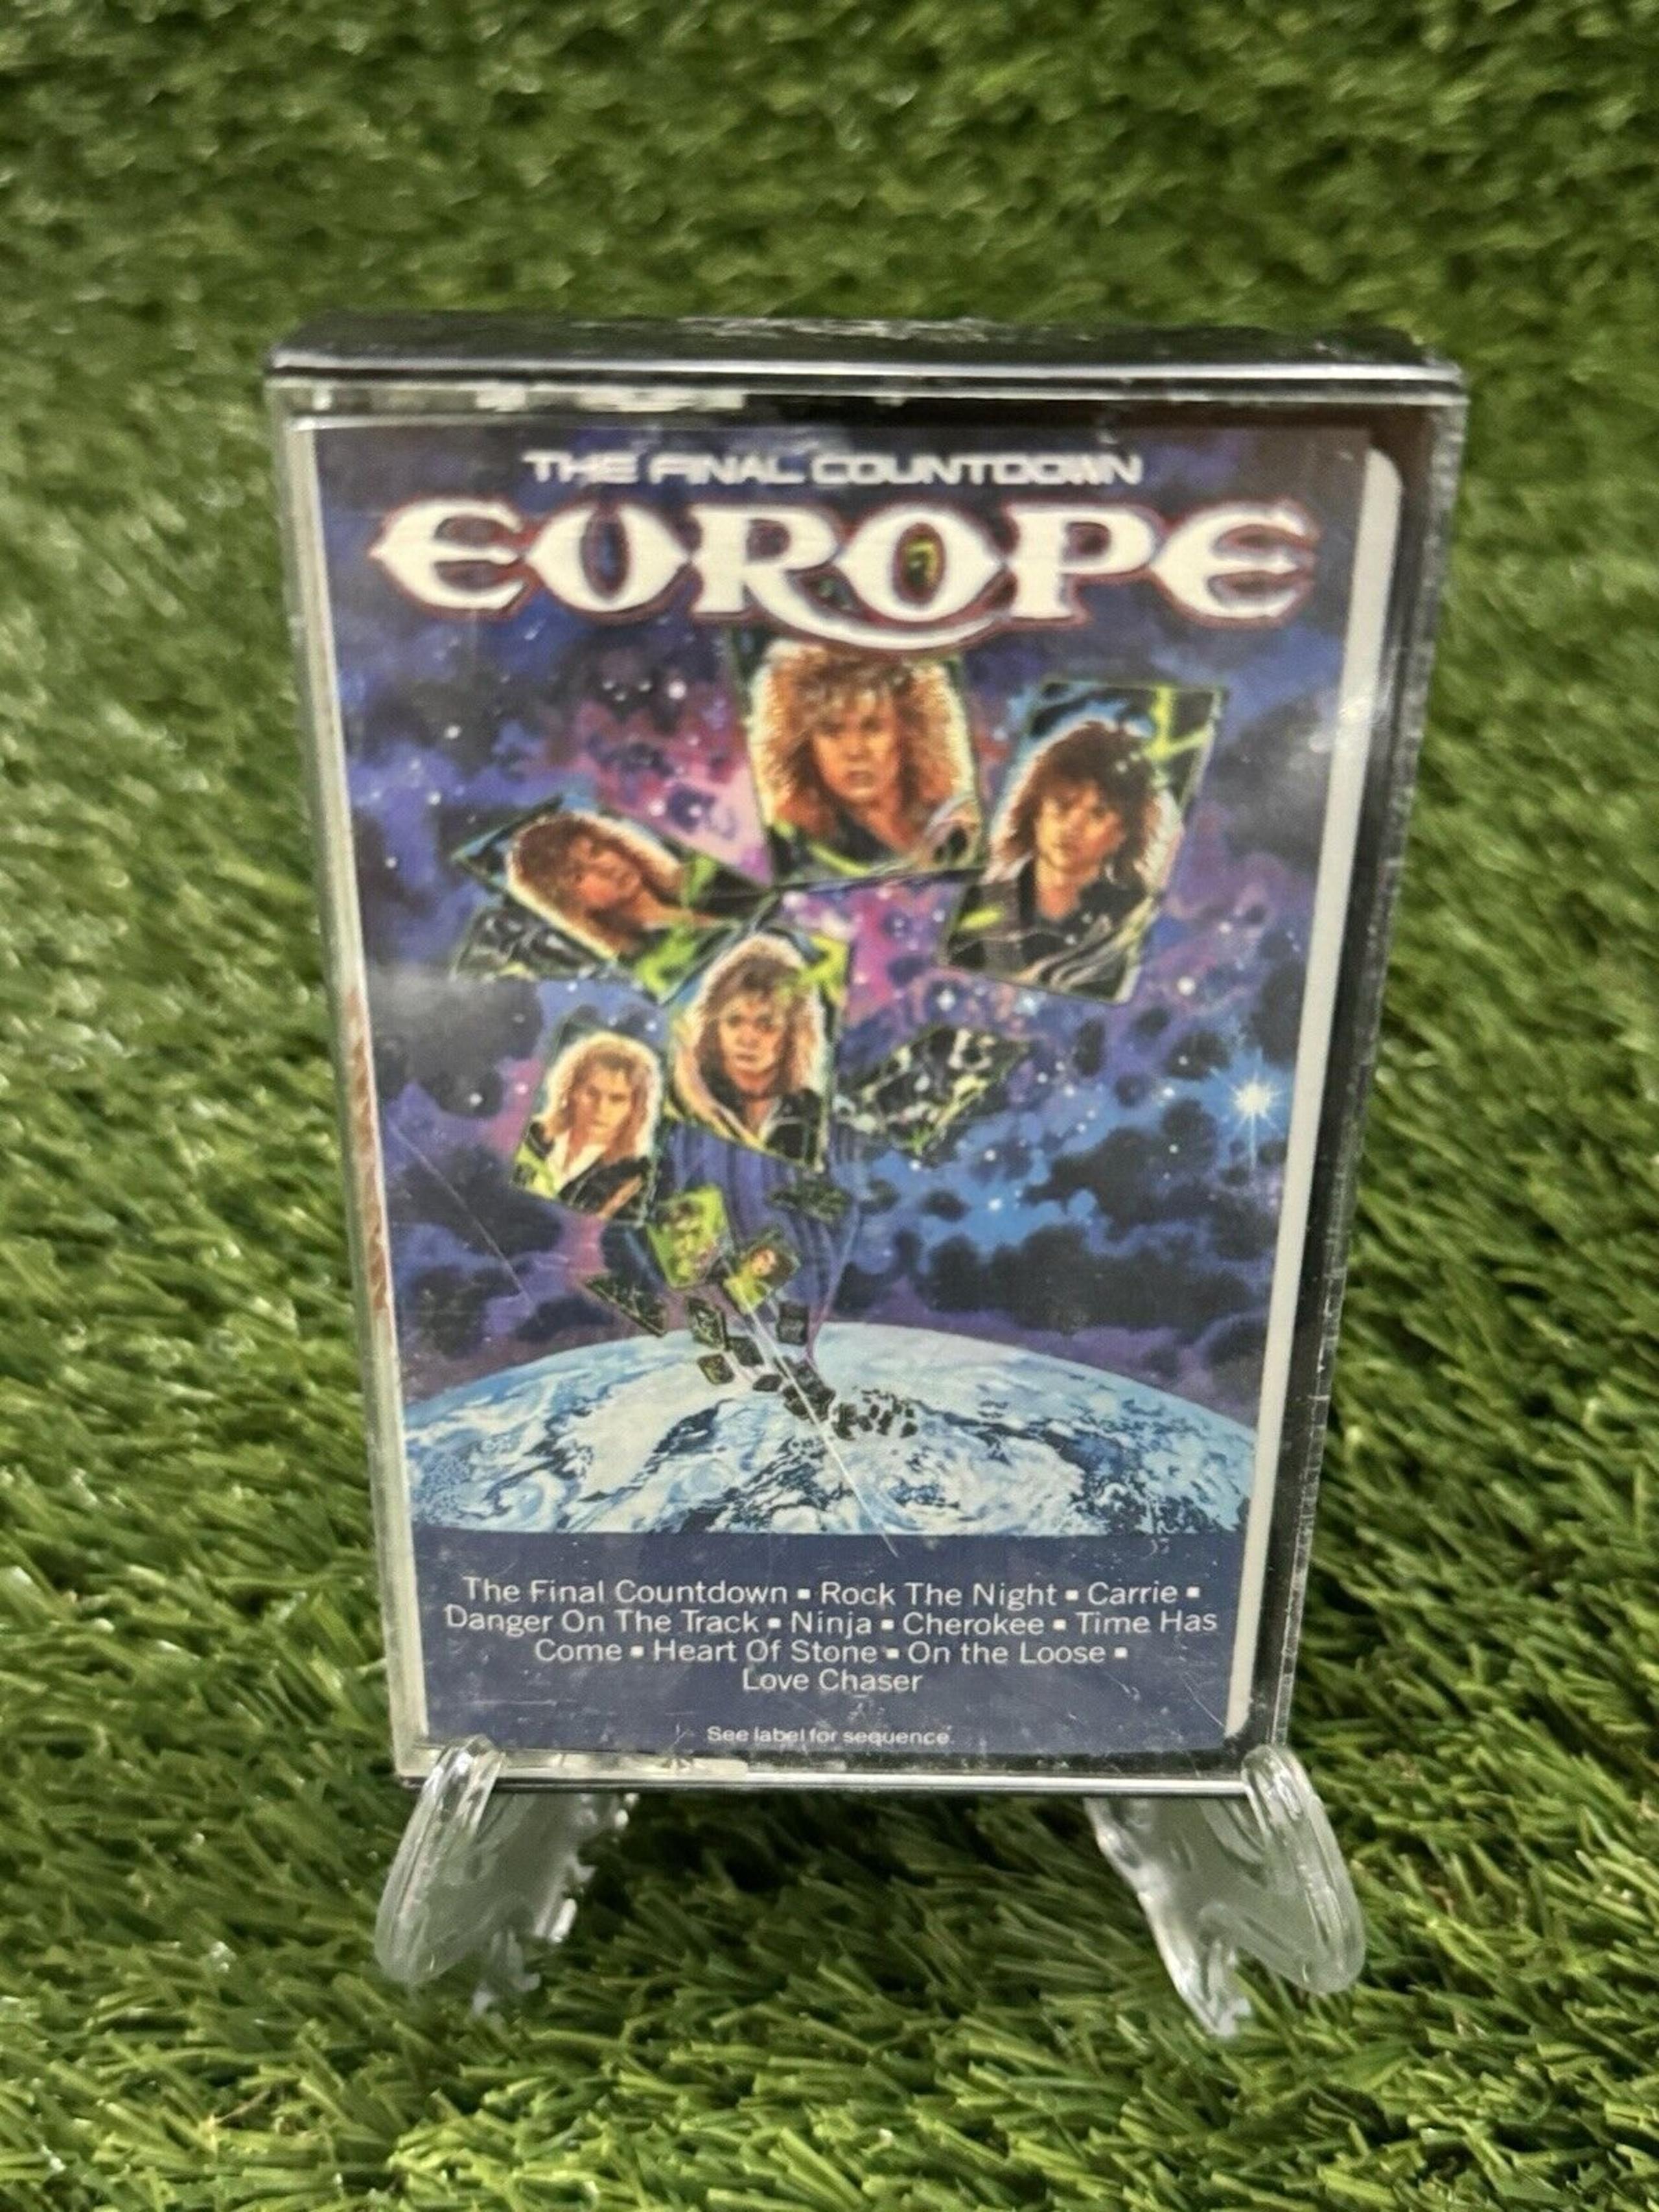 THE FINAL COUNTDOWN
EUROPE
The Final Countdown ▪ Rock The Night ▪ Carrie ▪
Danger On The Track ▪ Ninja ▪ Cherokee ▪ Time Has
Come ▪ Heart Of Stone ▪ On the Loose ▪
Love Chaser
See label for sequence.